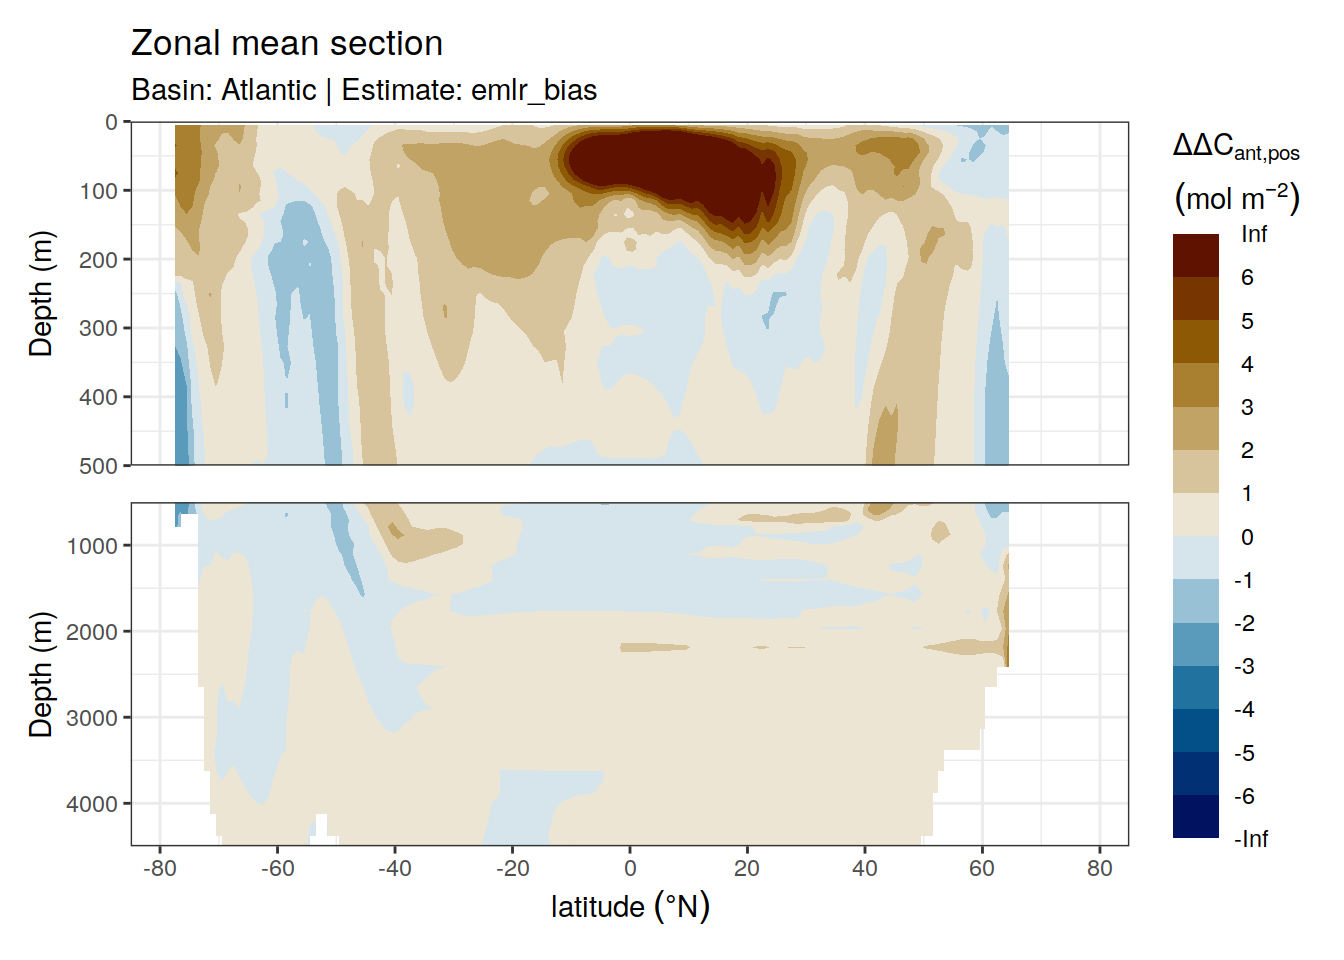 Zonal mean section
Basin: Atlantic | Estimate: emlr_bias
0
100
200
300
400
500
Depth (m)
1000
2000
3000
4000
Depth (m)
-80 -60 -40 -20 0 20 40 60 80
latitude (°N)
ΔΔC ant,pos
(mol m⁻²)
Inf
6
5
4
3
2
1
0
-1
-2
-3
-4
-5
-6
-Inf